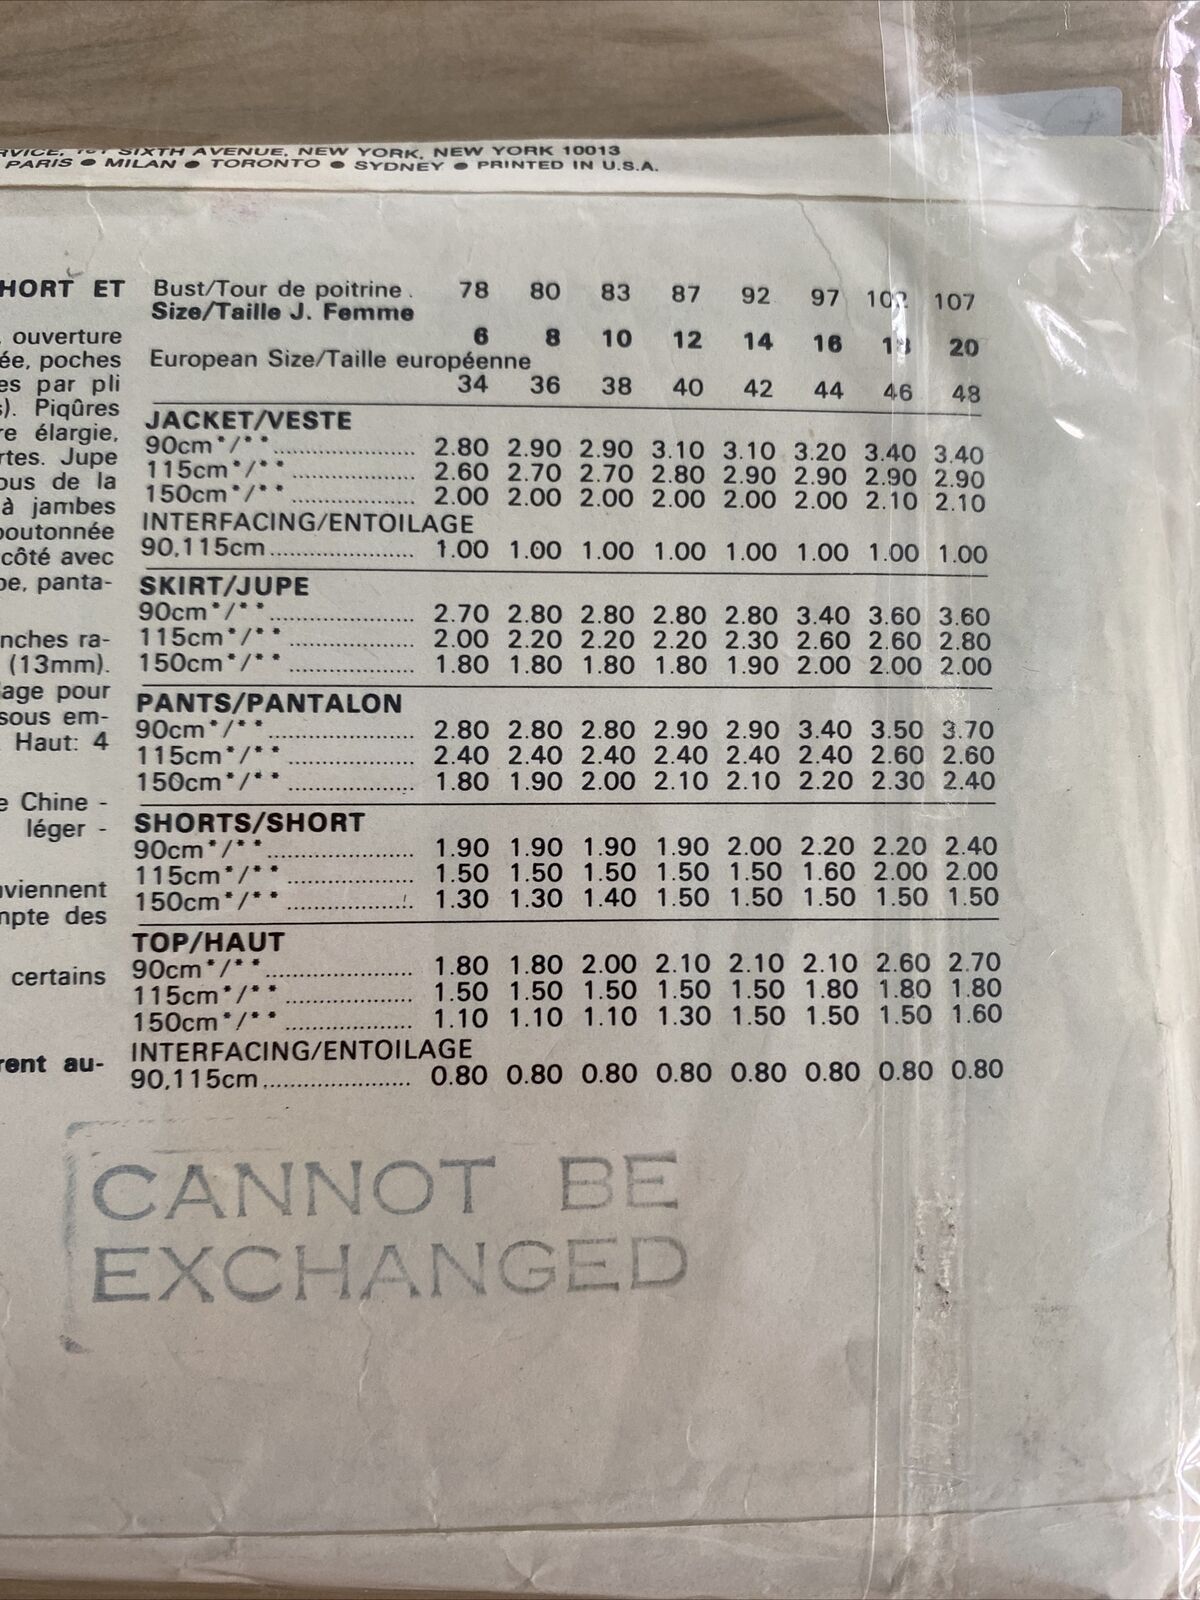 SIXTH AVENUE, NEW YORK, NEW YORK 10013
PARIS ● MILAN ● TORONTO ● SYDNEY ● PRINTED IN U.S.A.
HORT ET
, ouverture
ée, poches
es par pli
s). Piqûres
re élargie,
rtes. Jupe
ous de la
à jambes
boutonnée
côté avec
pe, panta-
nches ra-
(13mm).
lage pour
sous em-
. Haut: 4
e Chine -
léger -
nviennent
mpte des
certains
rent au-
Bust/Tour de poitrine . 78 80 83 87 92 97 102 107
Size/Taille J. Femme
6 8 10 12 14 16 18 20
European Size/Taille européenne
34 36 38 40 42 44 46 48
JACKET/VESTE
90cm*/** .................... 2.80 2.90 2.90 3.10 3.10 3.20 3.40 3.40
115cm*/** .................. 2.60 2.70 2.70 2.80 2.90 2.90 2.90 2.90
150cm*/** .................. 2.00 2.00 2.00 2.00 2.00 2.00 2.10 2.10
INTERFACING/ENTOILAGE
90,115cm .................... 1.00 1.00 1.00 1.00 1.00 1.00 1.00 1.00
SKIRT/JUPE
90cm*/** .................... 2.70 2.80 2.80 2.80 2.80 3.40 3.60 3.60
115cm*/** .................. 2.00 2.20 2.20 2.20 2.30 2.60 2.60 2.80
150cm*/** .................. 1.80 1.80 1.80 1.80 1.90 2.00 2.00 2.00
PANTS/PANTALON
90cm*/** .................... 2.80 2.80 2.80 2.90 2.90 3.40 3.50 3.70
115cm*/** .................. 2.40 2.40 2.40 2.40 2.40 2.40 2.60 2.60
150cm*/** .................. 1.80 1.90 2.00 2.10 2.10 2.20 2.30 2.40
SHORTS/SHORT
90cm*/** .................... 1.90 1.90 1.90 1.90 2.00 2.20 2.20 2.40
115cm*/** .................. 1.50 1.50 1.50 1.50 1.50 1.60 2.00 2.00
150cm*/** .................. 1.30 1.30 1.40 1.50 1.50 1.50 1.50 1.50
TOP/HAUT
90cm*/** .................... 1.80 1.80 2.00 2.10 2.10 2.10 2.60 2.70
115cm*/** .................. 1.50 1.50 1.50 1.50 1.50 1.80 1.80 1.80
150cm*/** .................. 1.10 1.10 1.10 1.30 1.50 1.50 1.50 1.60
INTERFACING/ENTOILAGE
90,115cm ..................... 0.80 0.80 0.80 0.80 0.80 0.80 0.80 0.80
CANNOT BE
EXCHANGED